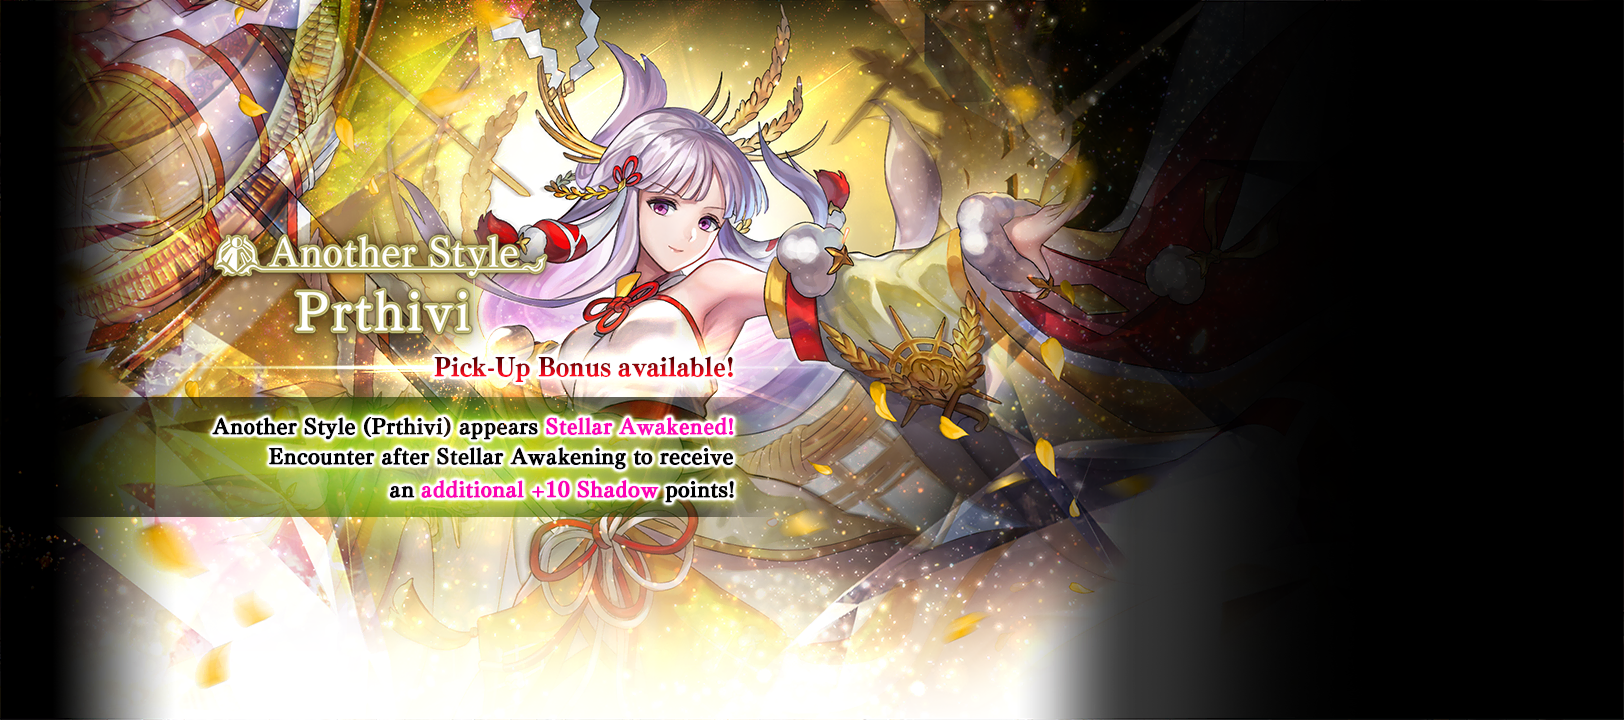 Another Style
Prthivi
Pick-Up Bonus available!
Another Style (Prthivi) appears Stellar Awakened!
Encounter after Stellar Awakening to receive
an additional +10 Shadow points!